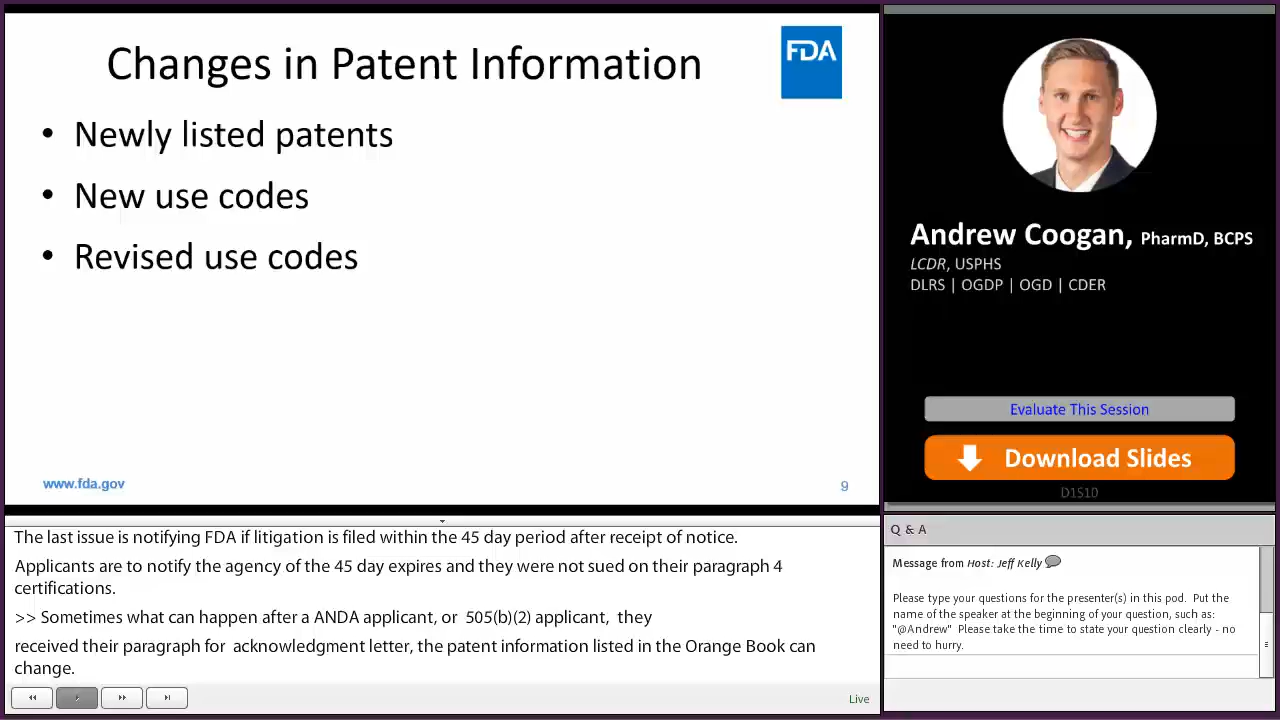 Changes in Patent Information
FDA
• Newly listed patents
• New use codes
• Revised use codes
www.fda.gov
9
Andrew Coogan, PharmD, BCPS
LCDR, USPHS
DLRS | OGDP | OGD | CDER
Evaluate This Session
Download Slides
D1S10
The last issue is notifying FDA if litigation is filed within the 45 day period after receipt of notice.
Applicants are to notify the agency of the 45 day expires and they were not sued on their paragraph 4
certifications.
>> Sometimes what can happen after a ANDA applicant, or 505(b)(2) applicant, they
received their paragraph for acknowledgment letter, the patent information listed in the Orange Book can
change.
Live
Q & A
Message from Host: Jeff Kelly
Please type your questions for the presenter(s) in this pod. Put the
name of the speaker at the beginning of your question, such as:
"@Andrew" Please take the time to state your question clearly - no
need to hurry.